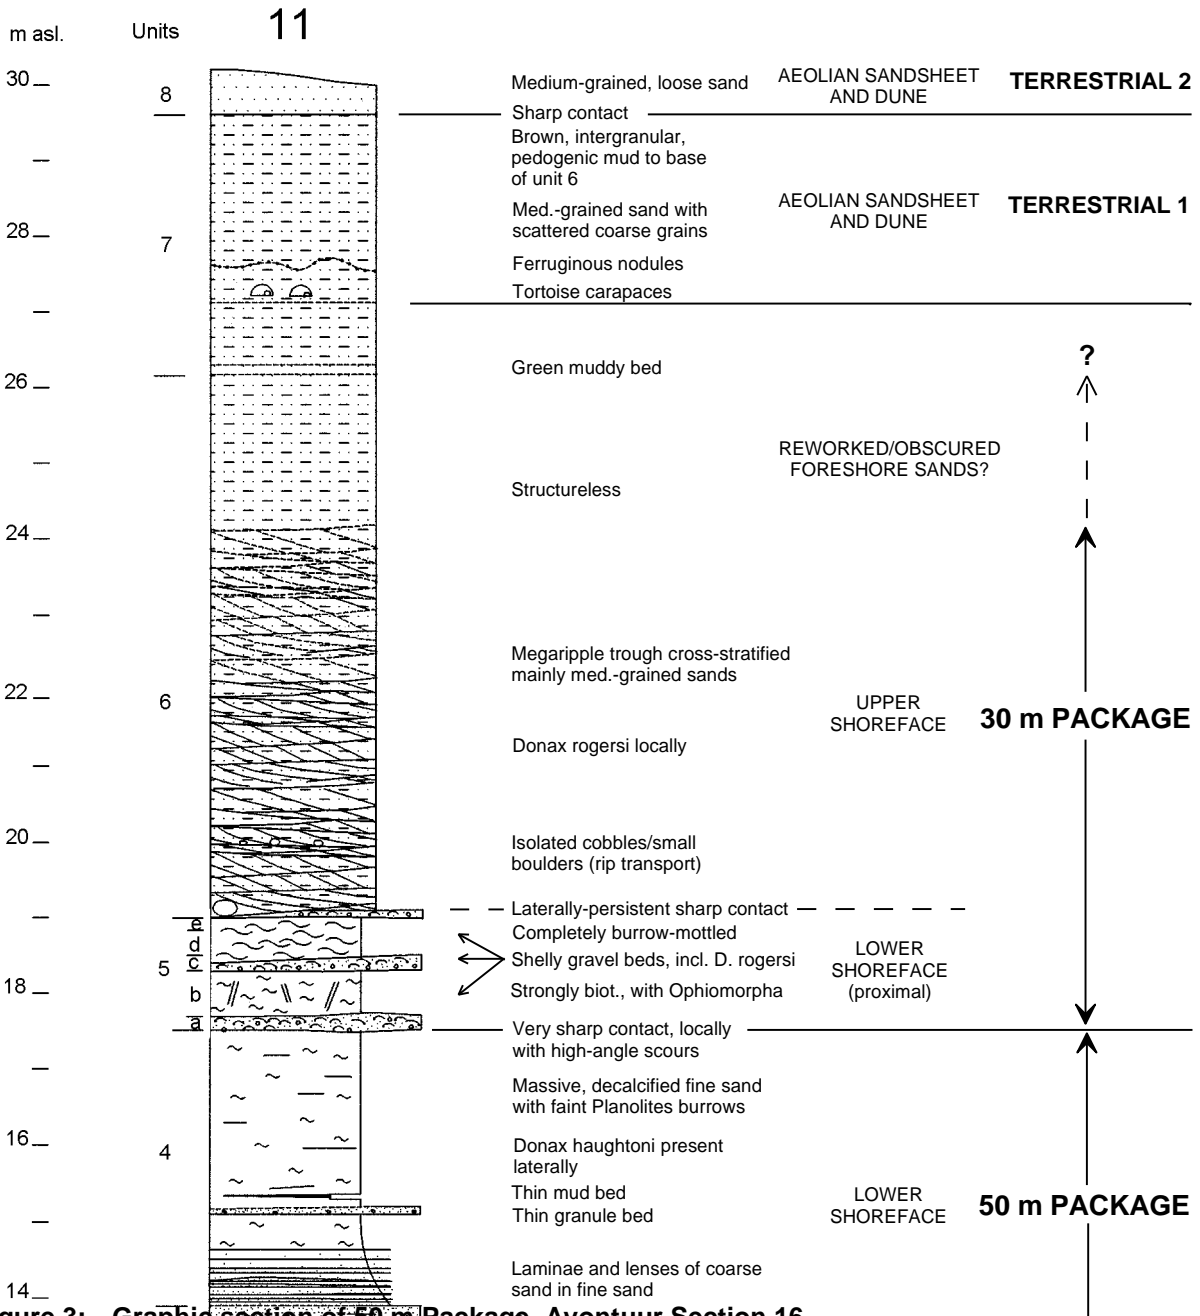 m asl.
Units
11
30
8
Medium-grained, loose sand
AEOLIAN SANDSHEET
AND DUNE
TERRESTRIAL 2
Sharp contact
Brown, intergranular,
pedogenic mud to base
of unit 6
28
7
Med.-grained sand with
scattered coarse grains
AEOLIAN SANDSHEET
AND DUNE
TERRESTRIAL 1
Ferruginous nodules
Tortoise carapaces
26
Green muddy bed
?
REWORKED/OBSCURED
FORESHORE SANDS?
Structureless
24
22
6
Megaripple trough cross-stratified
mainly med.-grained sands
UPPER
SHOREFACE
30 m PACKAGE
Donax rogersi locally
20
Isolated cobbles/small
boulders (rip transport)
Laterally-persistent sharp contact
e
d
c
b
a
5
18
Completely burrow-mottled
Shelly gravel beds, incl. D. rogersi
Strongly biot., with Ophiomorpha
LOWER
SHOREFACE
(proximal)
Very sharp contact, locally
with high-angle scours
Massive, decalcified fine sand
with faint Planolites burrows
16
4
Donax haughtoni present
laterally
Thin mud bed
Thin granule bed
LOWER
SHOREFACE
50 m PACKAGE
Laminae and lenses of coarse
sand in fine sand
14
gure 3: Graphic section of 50 m Package, Avontuur Section 16